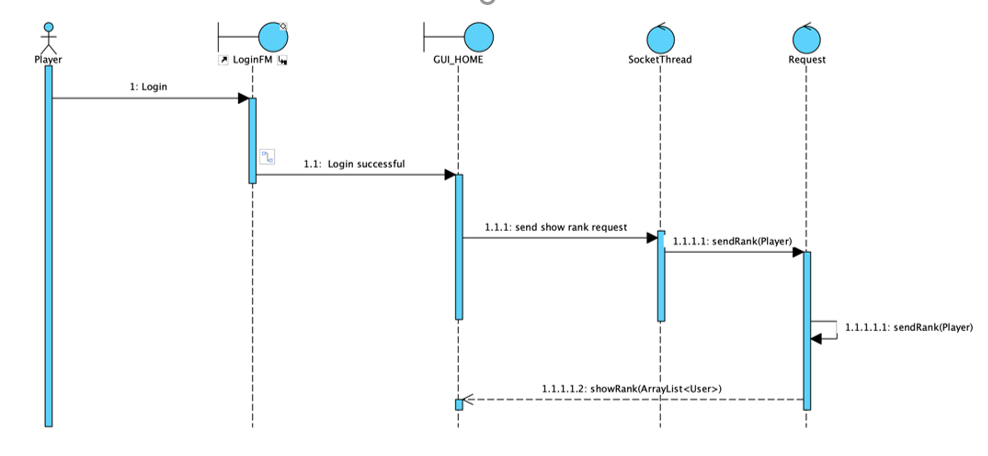 Player
LoginFM
GUI_HOME
SocketThread
Request
1: Login
1.1: Login successful
1.1.1: send show rank request
1.1.1.1: sendRank(Player)
1.1.1.1.1: sendRank(Player)
1.1.1.1.2: showRank(ArrayList<User>)